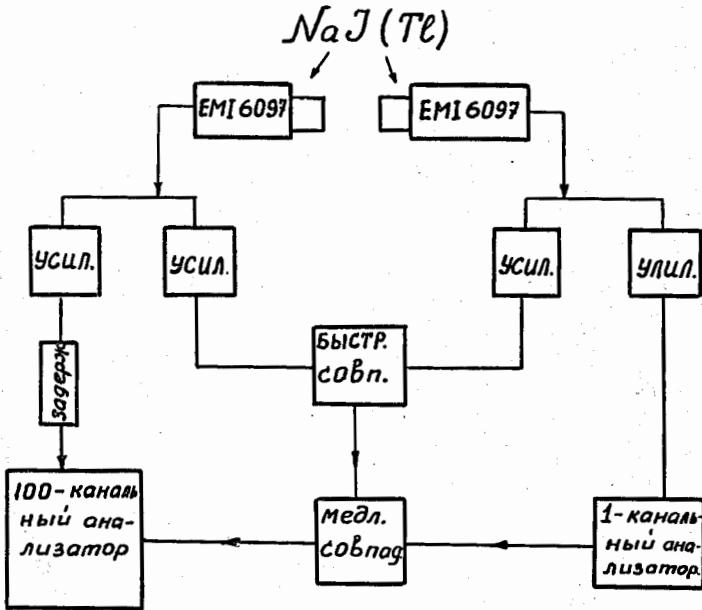 NaJ(Tl)
EMI 6097
EMI 6097
УСИЛ.
УСИЛ.
УСИЛ.
УЛИЛ.
БЫСТР.
СОВП.
задерж
100-каналь
ный ана-
лизатор
медл.
совпад.
1-каналь-
ный ана-
лизатор.